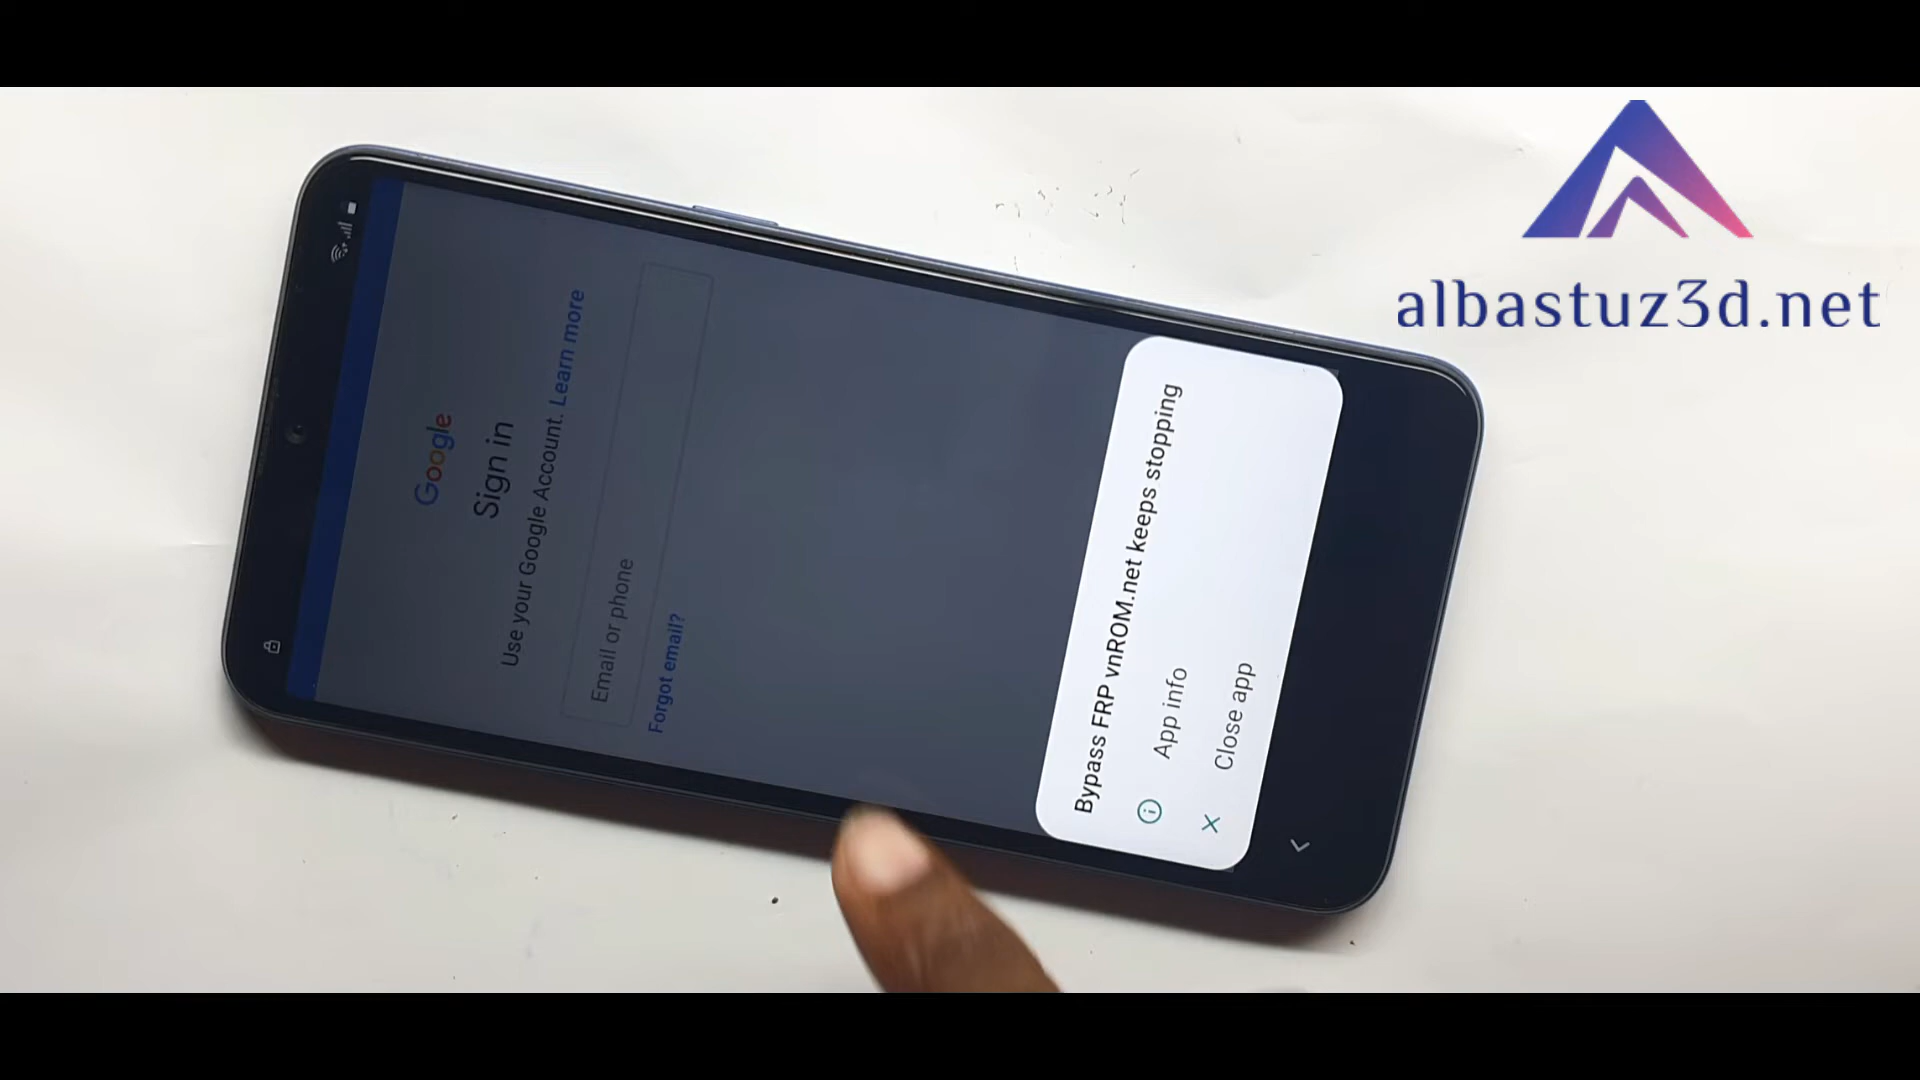 albastuz3d.net
Google
Sign in
Use your Google Account. Learn more
Email or phone
Forgot email?
Bypass FRP vnROM.net keeps stopping
App info
Close app